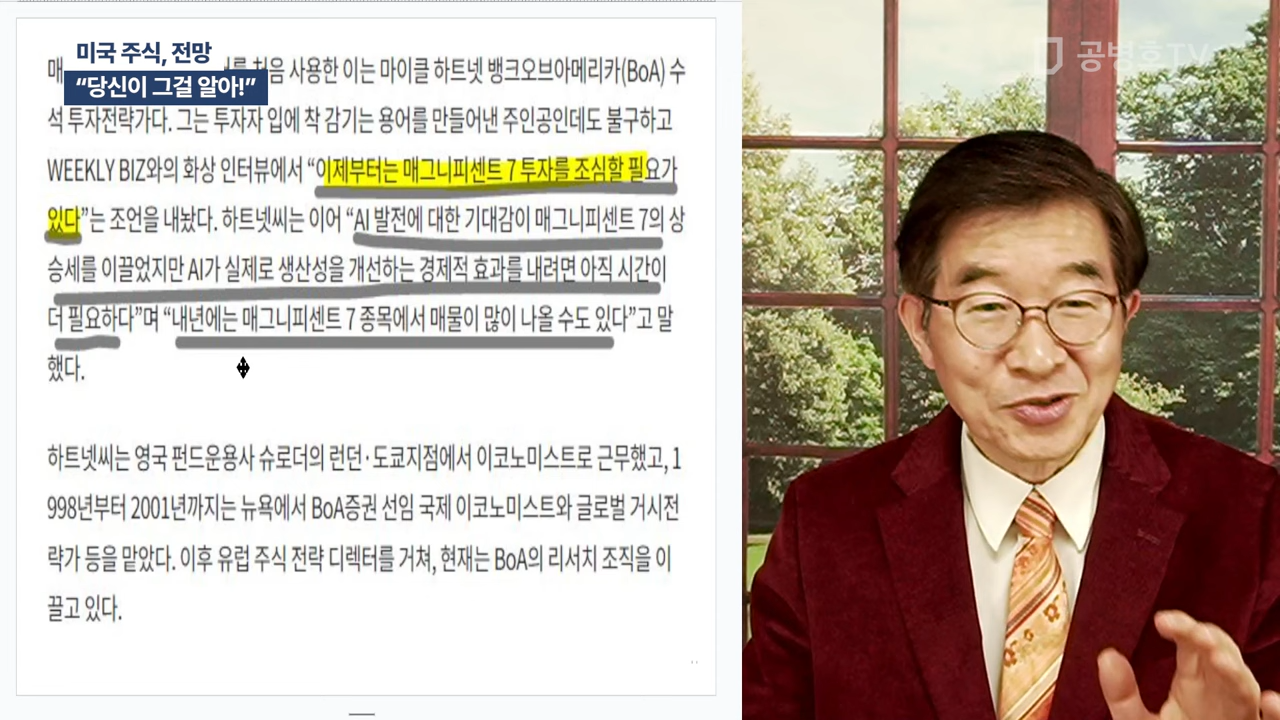 미국 주식, 전망
“당신이 그걸 알아!”
공병호TV
매 를 처음 사용한 이는 마이클 하트넷 뱅크오브아메리카(BoA) 수
석 투자전략가다. 그는 투자자 입에 착 감기는 용어를 만들어낸 주인공인데도 불구하고
WEEKLY BIZ와의 화상 인터뷰에서 “이제부터는 매그니피센트 7 투자를 조심할 필요가
있다”는 조언을 내놨다. 하트넷씨는 이어 “AI 발전에 대한 기대감이 매그니피센트 7의 상
승세를 이끌었지만 AI가 실제로 생산성을 개선하는 경제적 효과를 내려면 아직 시간이
더 필요하다”며 “내년에는 매그니피센트 7 종목에서 매물이 많이 나올 수도 있다”고 말
했다.
하트넷씨는 영국 펀드운용사 슈로더의 런던·도쿄지점에서 이코노미스트로 근무했고, 1
998년부터 2001년까지는 뉴욕에서 BoA증권 선임 국제 이코노미스트와 글로벌 거시전
략가 등을 맡았다. 이후 유럽 주식 전략 디렉터를 거쳐, 현재는 BoA의 리서치 조직을 이
끌고 있다.